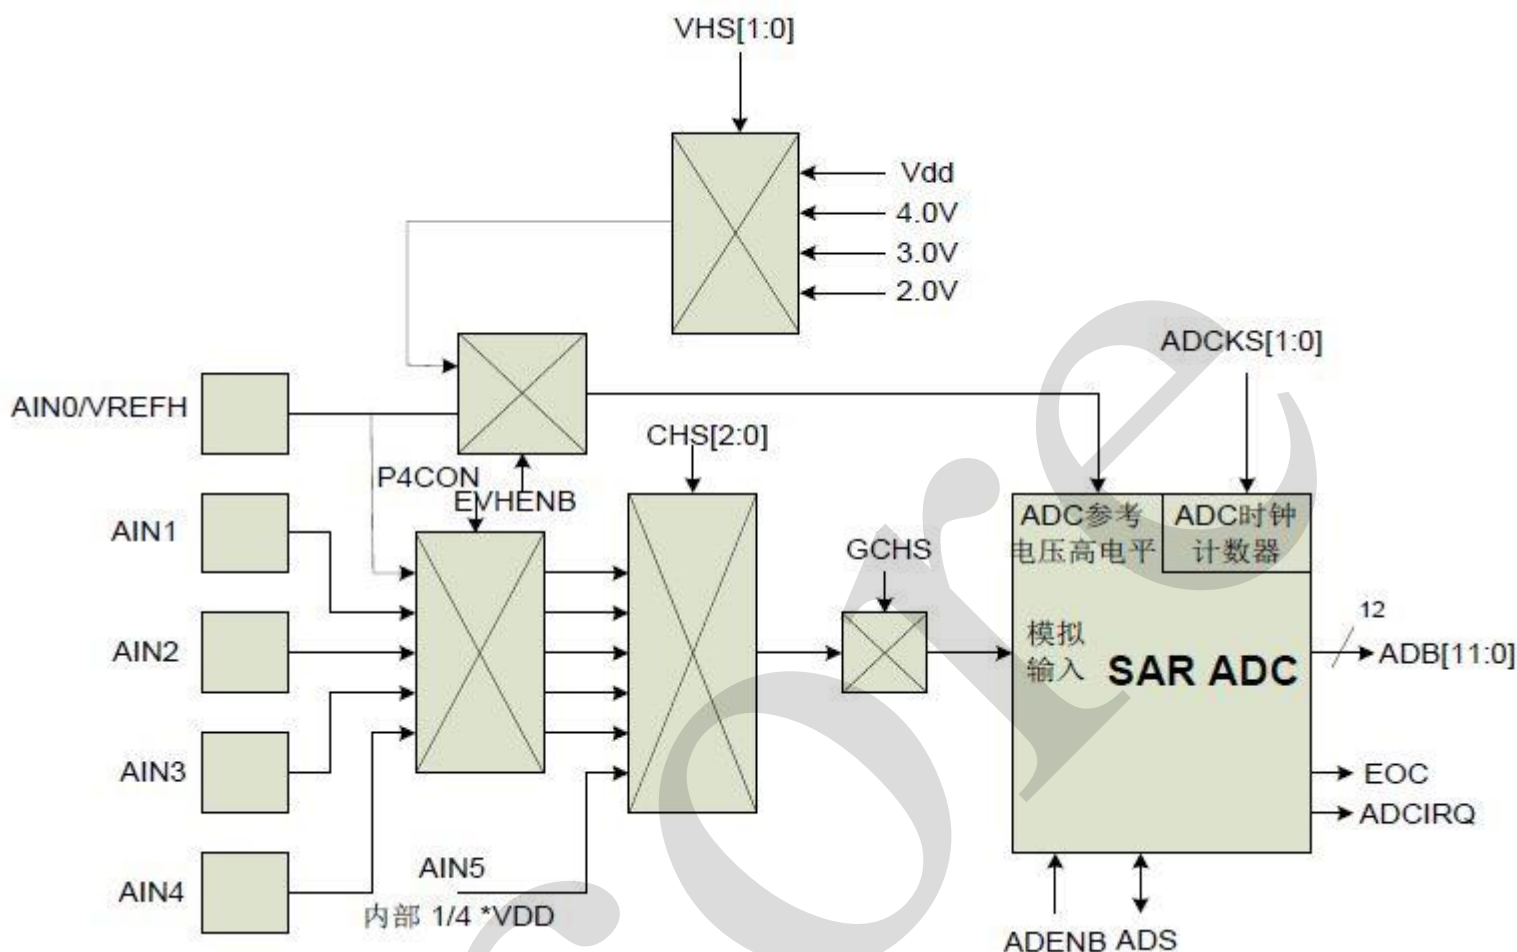 VHS[1:0]
Vdd
4.0V
3.0V
2.0V
ADCKS[1:0]
AIN0/VREFH
CHS[2:0]
P4CON
EVHENB
AIN1
ADC参考
电压高电平
ADC时钟
计数器
GCHS
12
模拟
输入
SAR ADC
ADB[11:0]
AIN2
AIN3
EOC
ADCIRQ
AIN4
AIN5
内部 1/4 *VDD
ADENB
ADS
ore